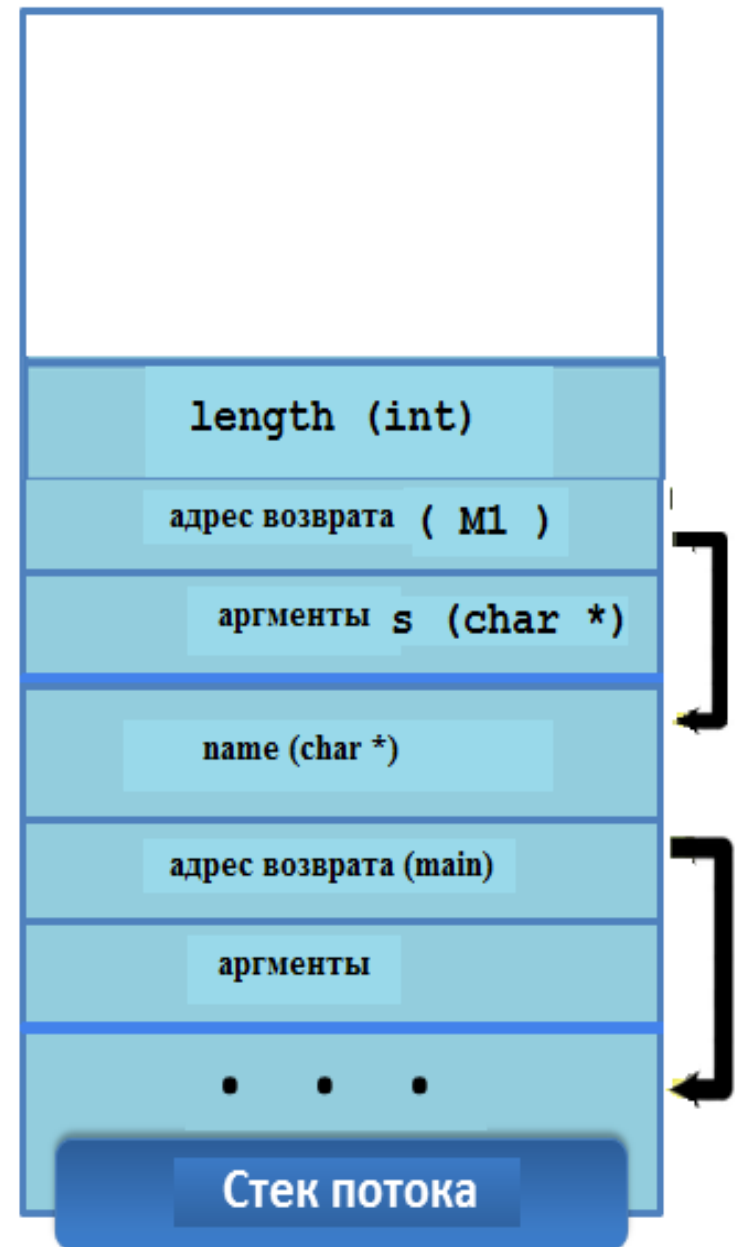 length (int)
адрес возврата ( M1 )
аргменты s (char *)
name (char *)
адрес возврата (main)
аргменты
. . .
Стек потока